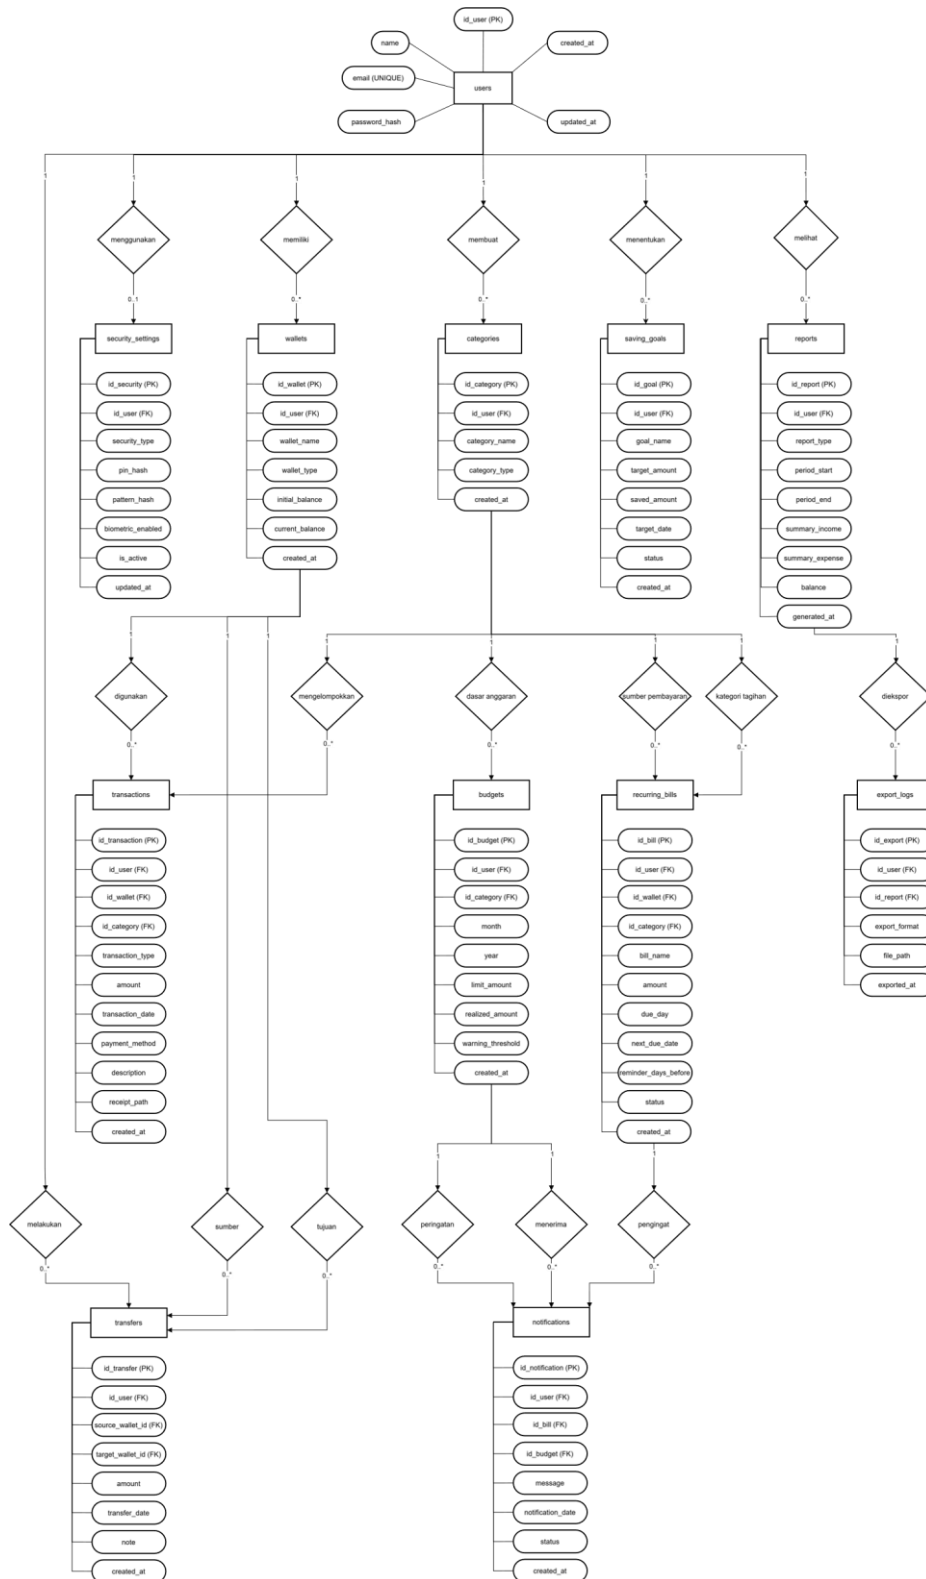 id_user (PK)
name
created_at
email (UNIQUE)
users
password_hash
updated_at
1
1
1
1
1
1
menggunakan
memiliki
membuat
menentukan
melihat
0..1
0..*
0..*
0..*
0..*
security_settings
wallets
categories
saving_goals
reports
id_security (PK)
id_user (FK)
security_type
pin_hash
pattern_hash
biometric_enabled
is_active
updated_at
id_wallet (PK)
id_user (FK)
wallet_name
wallet_type
initial_balance
current_balance
created_at
id_category (PK)
id_user (FK)
category_name
category_type
created_at
id_goal (PK)
id_user (FK)
goal_name
target_amount
saved_amount
target_date
status
created_at
id_report (PK)
id_user (FK)
report_type
period_start
period_end
summary_income
summary_expense
balance
generated_at
1
1
1
1
1
1
1
1
digunakan
mengelompokkan
dasar anggaran
sumber pembayaran
kategori tagihan
diekspor
0..*
0..*
0..*
0..*
0..*
0..*
transactions
budgets
recurring_bills
export_logs
id_transaction (PK)
id_user (FK)
id_wallet (FK)
id_category (FK)
transaction_type
amount
transaction_date
payment_method
description
receipt_path
created_at
id_budget (PK)
id_user (FK)
id_category (FK)
month
year
limit_amount
realized_amount
warning_threshold
created_at
id_bill (PK)
id_user (FK)
id_wallet (FK)
id_category (FK)
bill_name
amount
due_day
next_due_date
reminder_days_before
status
created_at
id_export (PK)
id_user (FK)
id_report (FK)
export_format
file_path
exported_at
1
1
1
melakukan
sumber
tujuan
peringatan
menerima
pengingat
0..*
0..*
0..*
0..*
0..*
0..*
transfers
notifications
id_transfer (PK)
id_user (FK)
source_wallet_id (FK)
target_wallet_id (FK)
amount
transfer_date
note
created_at
id_notification (PK)
id_user (FK)
id_bill (FK)
id_budget (FK)
message
notification_date
status
created_at